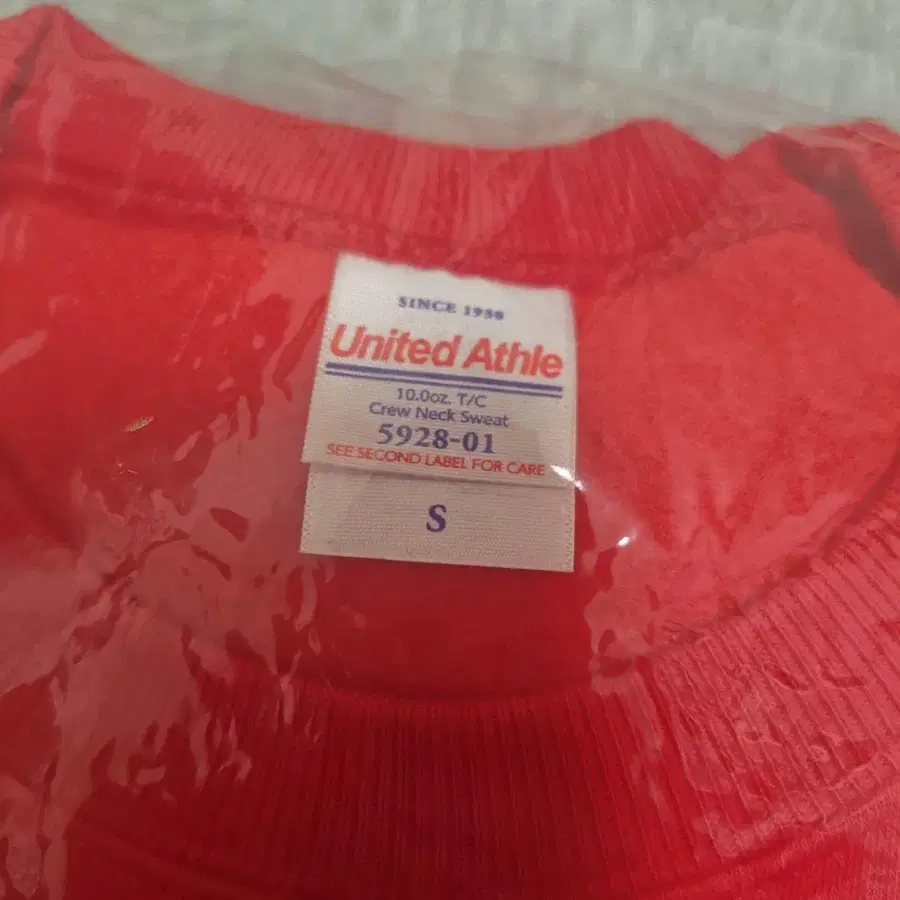 SINCE 1950
United Athle
10.0oz. T/C
Crew Neck Sweat
5928-01
SEE SECOND LABEL FOR CARE
S